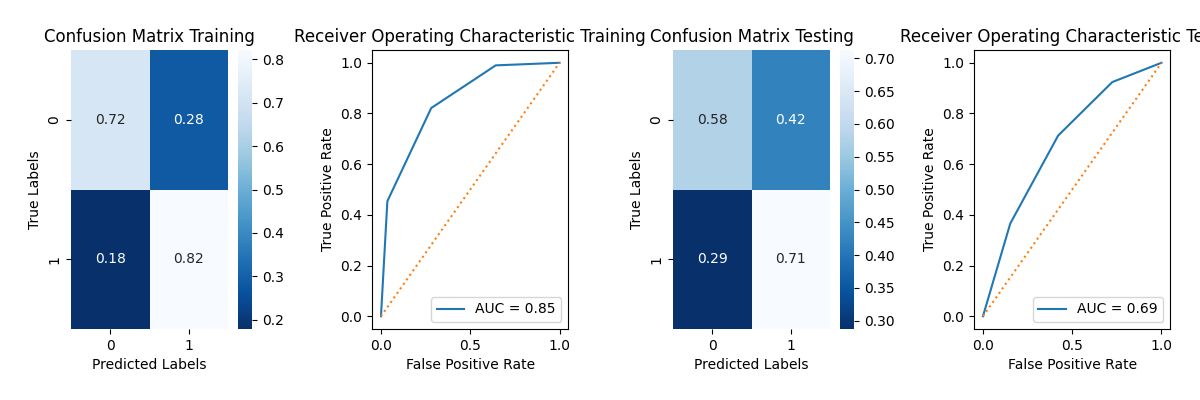 Confusion Matrix Training
0.72 0.28
0.18 0.82
0
1
True Labels
0 1
Predicted Labels
0.8
0.7
0.6
0.5
0.4
0.3
0.2
Receiver Operating Characteristic Training
1.0
0.8
0.6
0.4
0.2
0.0
True Positive Rate
AUC = 0.85
0.0 0.5 1.0
False Positive Rate
Confusion Matrix Testing
0.58 0.42
0.29 0.71
0
1
True Labels
0 1
Predicted Labels
0.70
0.65
0.60
0.55
0.50
0.45
0.40
0.35
0.30
Receiver Operating Characteristic Te
1.0
0.8
0.6
0.4
0.2
0.0
True Positive Rate
AUC = 0.69
0.0 0.5 1.0
False Positive Rate